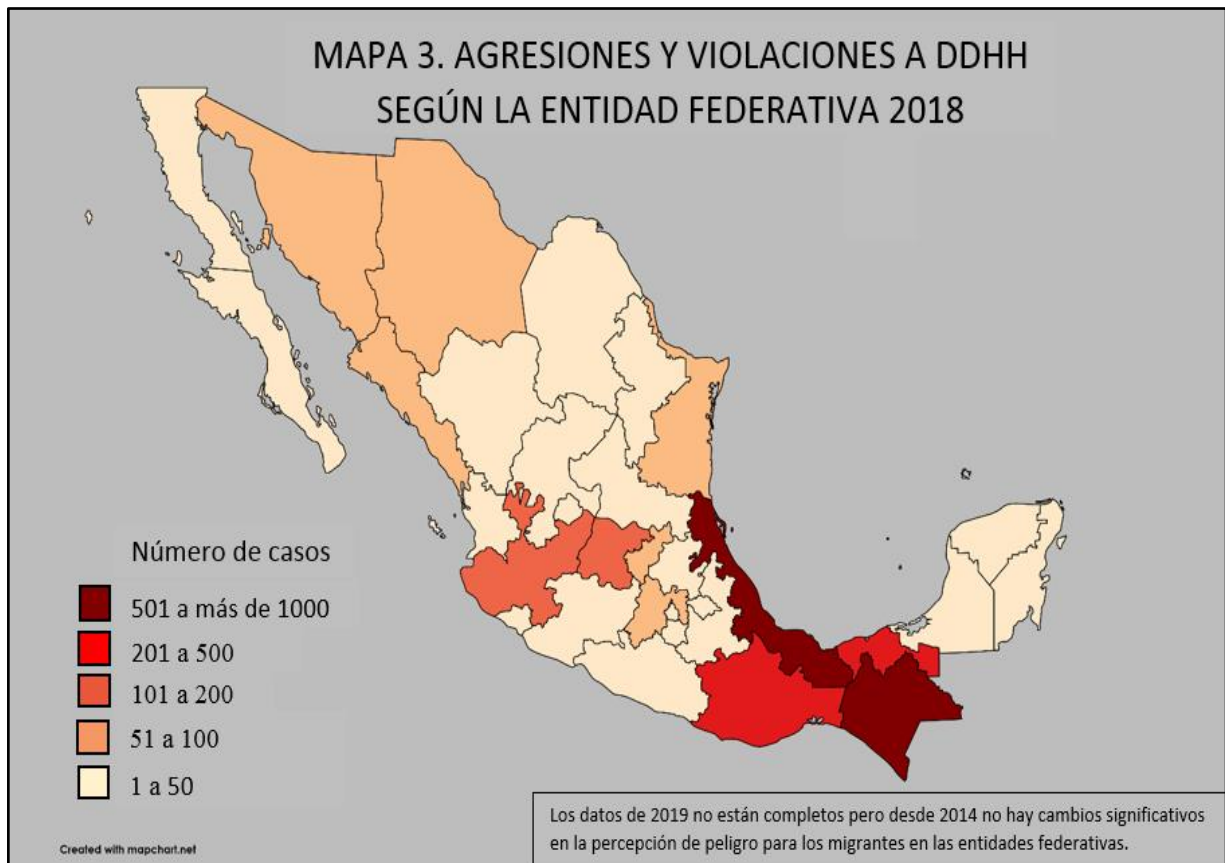 MAPA 3. AGRESIONES Y VIOLACIONES A DDHH
SEGÚN LA ENTIDAD FEDERATIVA 2018
Número de casos
501 a más de 1000
201 a 500
101 a 200
51 a 100
1 a 50
Los datos de 2019 no están completos pero desde 2014 no hay cambios significativos
en la percepción de peligro para los migrantes en las entidades federativas.
Created with mapchart.net